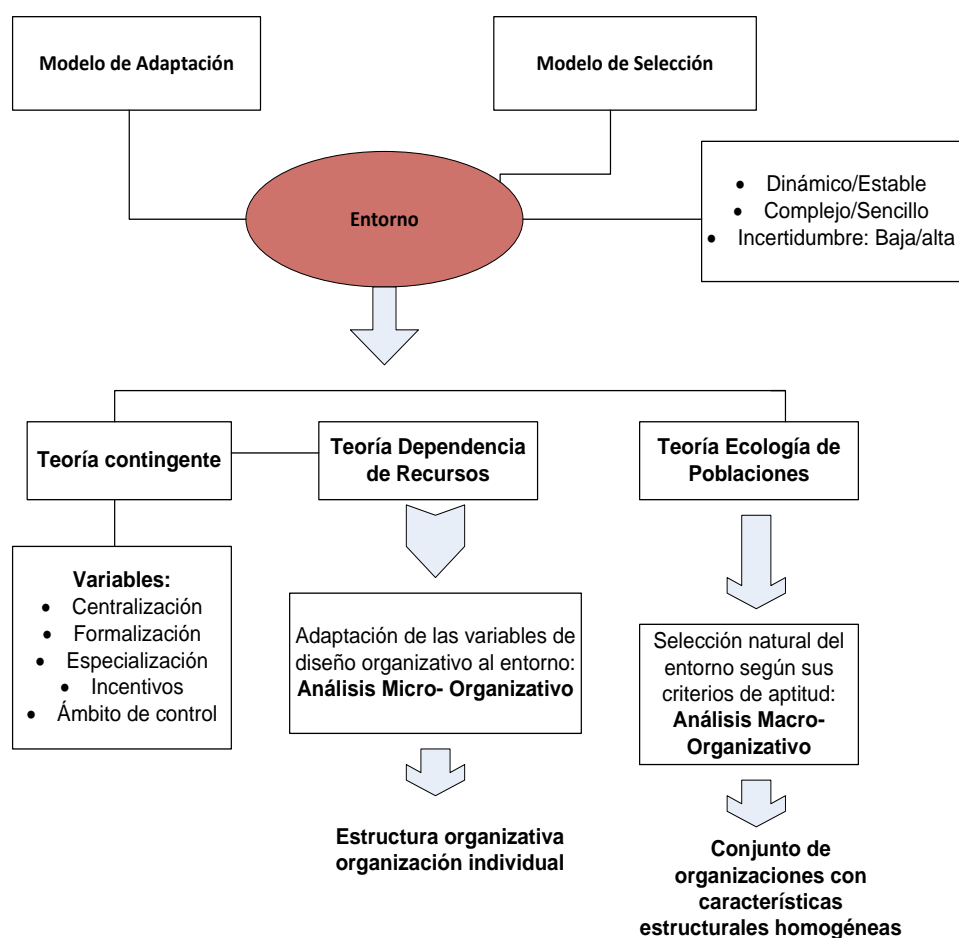 Modelo de Adaptación
Modelo de Selección
Entorno
• Dinámico/Estable
• Complejo/Sencillo
• Incertidumbre: Baja/alta
Teoría contingente
Teoría Dependencia
de Recursos
Teoría Ecología de
Poblaciones
Variables:
• Centralización
• Formalización
• Especialización
• Incentivos
• Ámbito de control
Adaptación de las variables de
diseño organizativo al entorno:
Análisis Micro- Organizativo
Selección natural del
entorno según sus
criterios de aptitud:
Análisis Macro-
Organizativo
Estructura organizativa
organización individual
Conjunto de
organizaciones con
características
estructurales homogéneas